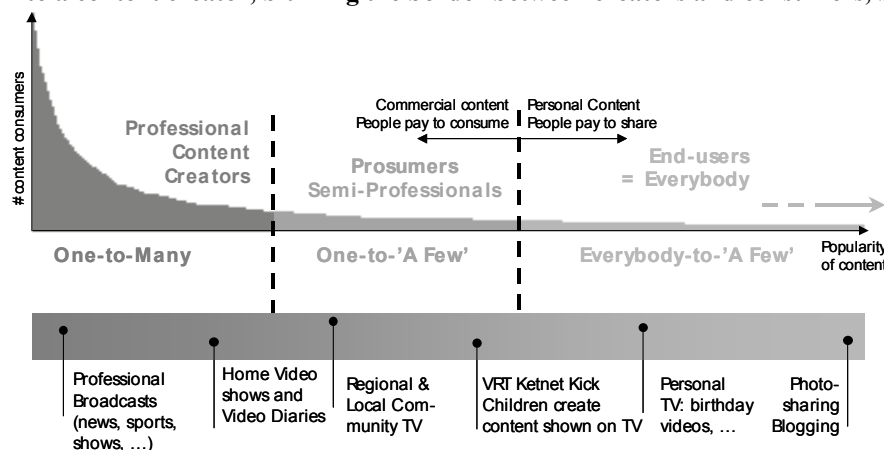 # content consumers
Commercial content
People pay to consume
Personal Content
People pay to share
Professional
Content
Creators
Prosumers
Semi-Professionals
End-users
= Everybody
One-to-Many
One-to-'A Few'
Everybody-to-'A Few'
Popularity
of content
Professional
Broadcasts
(news, sports,
shows, ...)
Home Video
shows and
Video Diaries
Regional &
Local Com-
munity TV
VRT Ketnet Kick
Children create
content shown on TV
Personal
TV: birthday
videos, ...
Photo-
sharing
Blogging